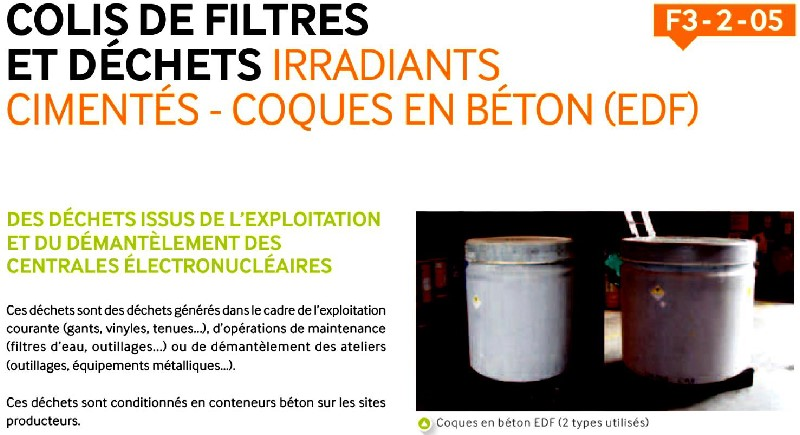 COLIS DE FILTRES
ET DÉCHETS IRRADIANTS
CIMENTÉS - COQUES EN BÉTON (EDF)
F3-2-05
DES DÉCHETS ISSUS DE L'EXPLOITATION
ET DU DÉMANTÈLEMENT DES
CENTRALES ÉLECTRONUCLÉAIRES
Ces déchets sont des déchets générés dans le cadre de l'exploitation
courante (gants, vinyles, tenues...), d'opérations de maintenance
(filtres d'eau, outillages...) ou de démantèlement des ateliers
(outillages, équipements métalliques...).
Ces déchets sont conditionnés en conteneurs béton sur les sites
producteurs.
Coques en béton EDF (2 types utilisés)